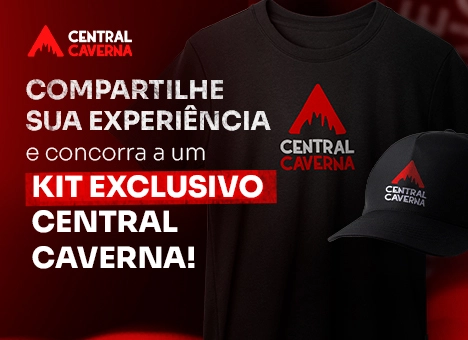 CENTRAL
CAVERNA
COMPARTILHE
SUA EXPERIÊNCIA
e concorra a um
KIT EXCLUSIVO
CENTRAL
CAVERNA!
CENTRAL
CAVERNA
CENTRAL
CAVERNA